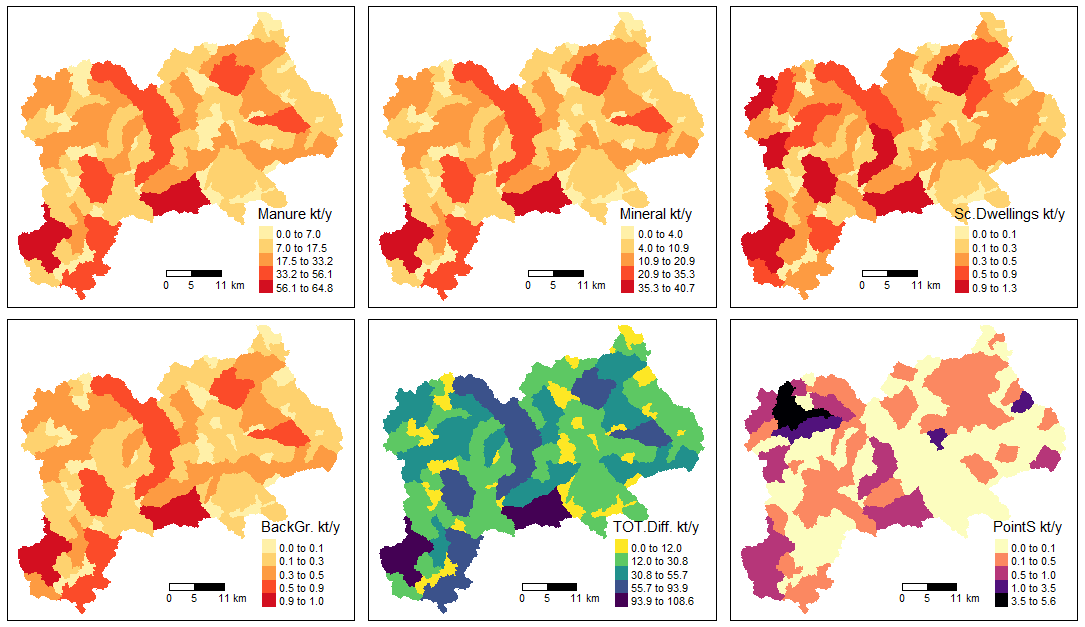 Manure kt/y
0.0 to 7.0
7.0 to 17.5
17.5 to 33.2
33.2 to 56.1
56.1 to 64.8
0 5 11 km
Mineral kt/y
0.0 to 4.0
4.0 to 10.9
10.9 to 20.9
20.9 to 35.3
35.3 to 40.7
0 5 11 km
Sc.Dwellings kt/y
0.0 to 0.1
0.1 to 0.3
0.3 to 0.5
0.5 to 0.9
0.9 to 1.3
0 5 11 km
BackGr. kt/y
0.0 to 0.1
0.1 to 0.3
0.3 to 0.5
0.5 to 0.9
0.9 to 1.0
0 5 11 km
TOT.Diff. kt/y
0.0 to 12.0
12.0 to 30.8
30.8 to 55.7
55.7 to 93.9
93.9 to 108.6
0 5 11 km
PointS kt/y
0.0 to 0.1
0.1 to 0.5
0.5 to 1.0
1.0 to 3.5
3.5 to 5.6
0 5 11 km